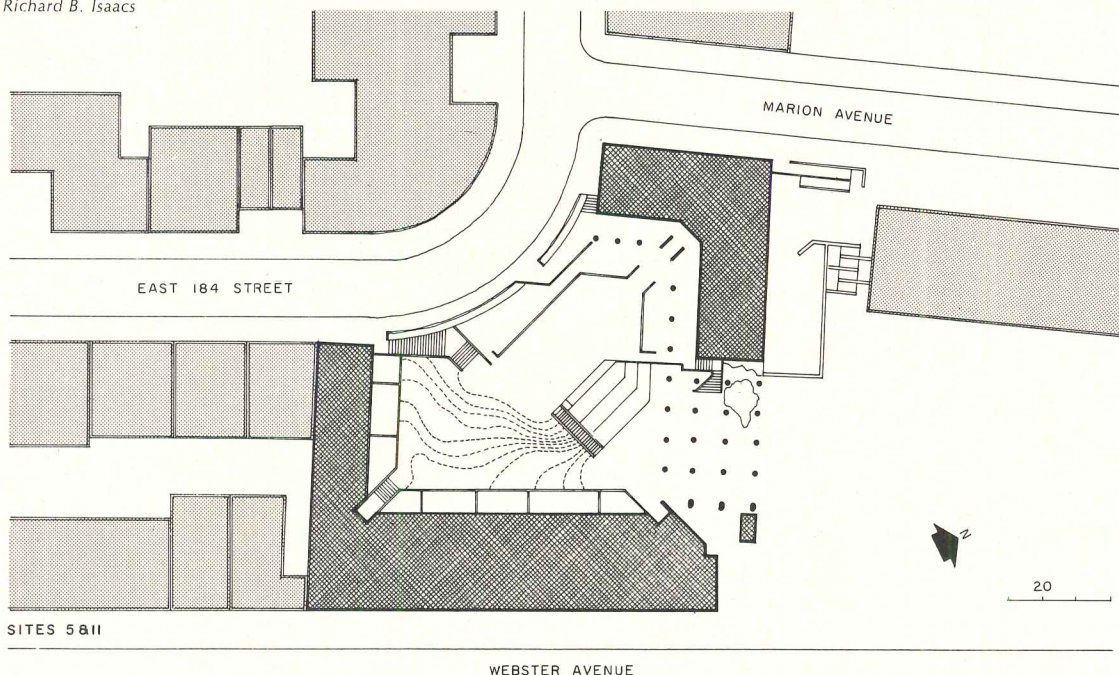 Richard B. Isaacs
MARION AVENUE
EAST 184 STREET
N
20
SITES 5&11
WEBSTER AVENUE